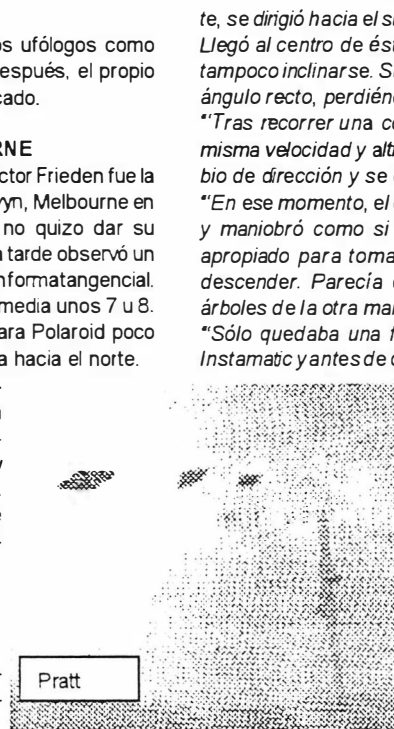 os ufólogos como
espués, el propio
cado.
RNE
ctor Frieden fue la
yn, Melbourne en
no quizo dar su
a tarde observó un
nformatangencial.
media unos 7 u 8.
ara Polaroid poco
a hacia el norte.
y
te, se dirigió hacia el s
Llegó al centro de ést
tampoco inclinarse. S
ángulo recto, perdién
"Tras recorrer una c
misma velocidad y alt
bio de dirección y se
"En ese momento, el
y maniobró como si
apropiado para toma
descender. Parecía
árboles de la otra mar
"Sólo quedaba una f
Instamatic y antes de
Pratt